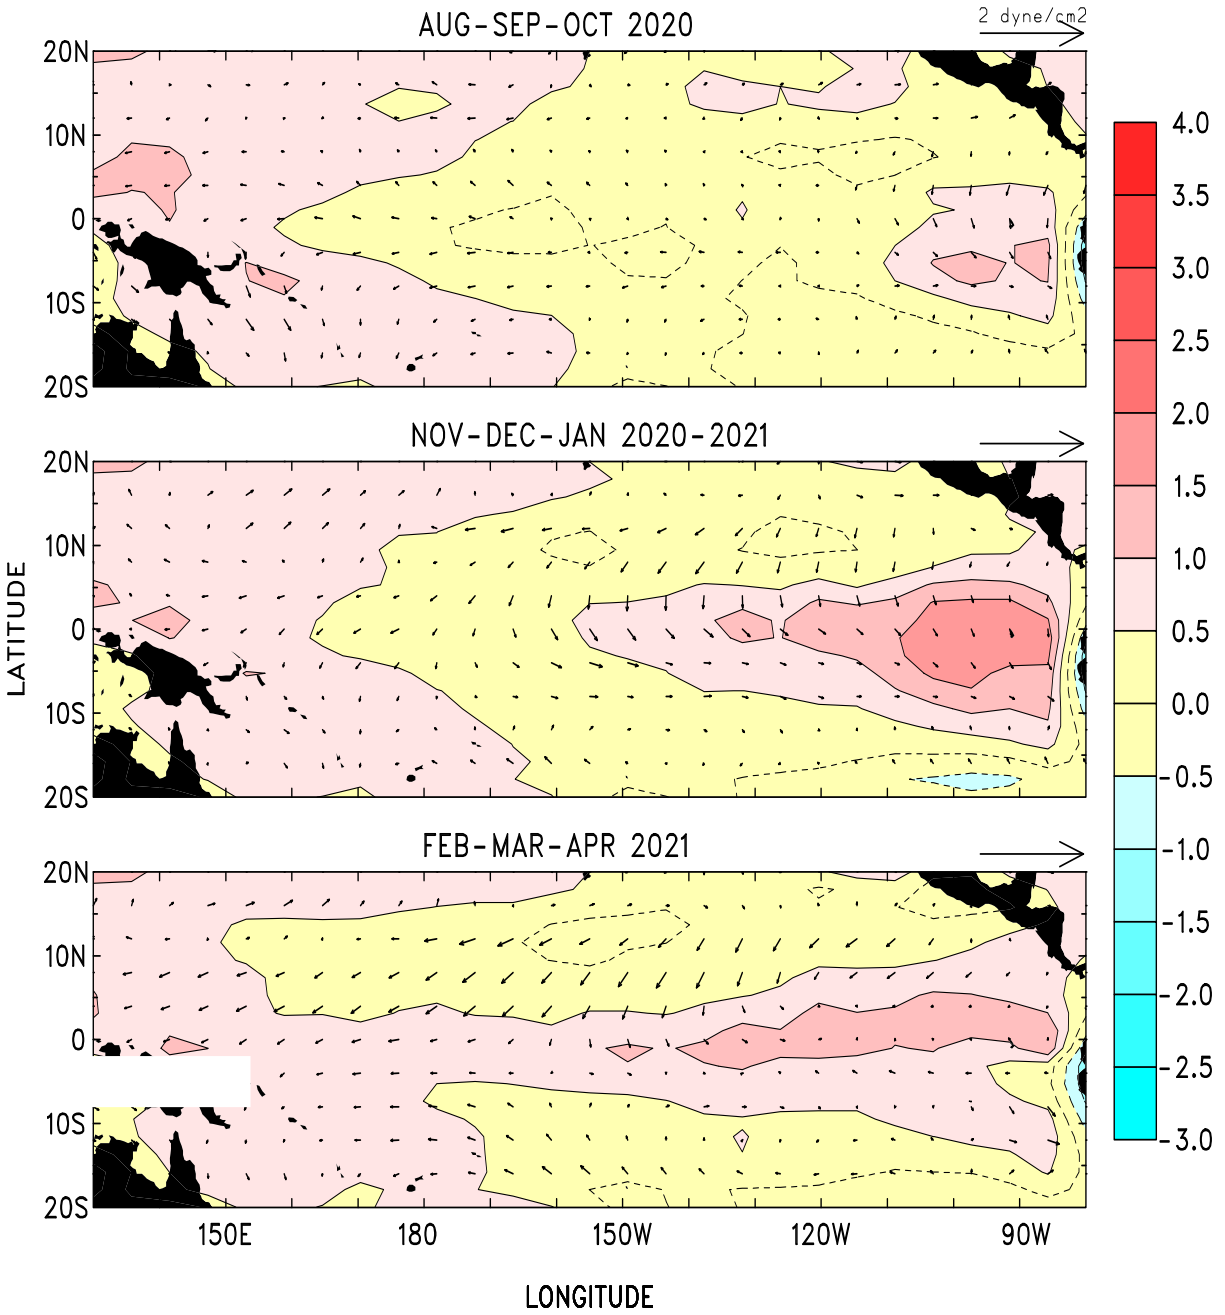 AUG-SEP-OCT 2020
2 dyne/cm2
20N
10N
0
10S
20S
NOV-DEC-JAN 2020-2021
20N
10N
0
10S
20S
LATITUDE
FEB-MAR-APR 2021
20N
10N
0
10S
20S
150E 180 150W 120W 90W
LONGITUDE
4.0
3.5
3.0
2.5
2.0
1.5
1.0
0.5
0.0
-0.5
-1.0
-1.5
-2.0
-2.5
-3.0